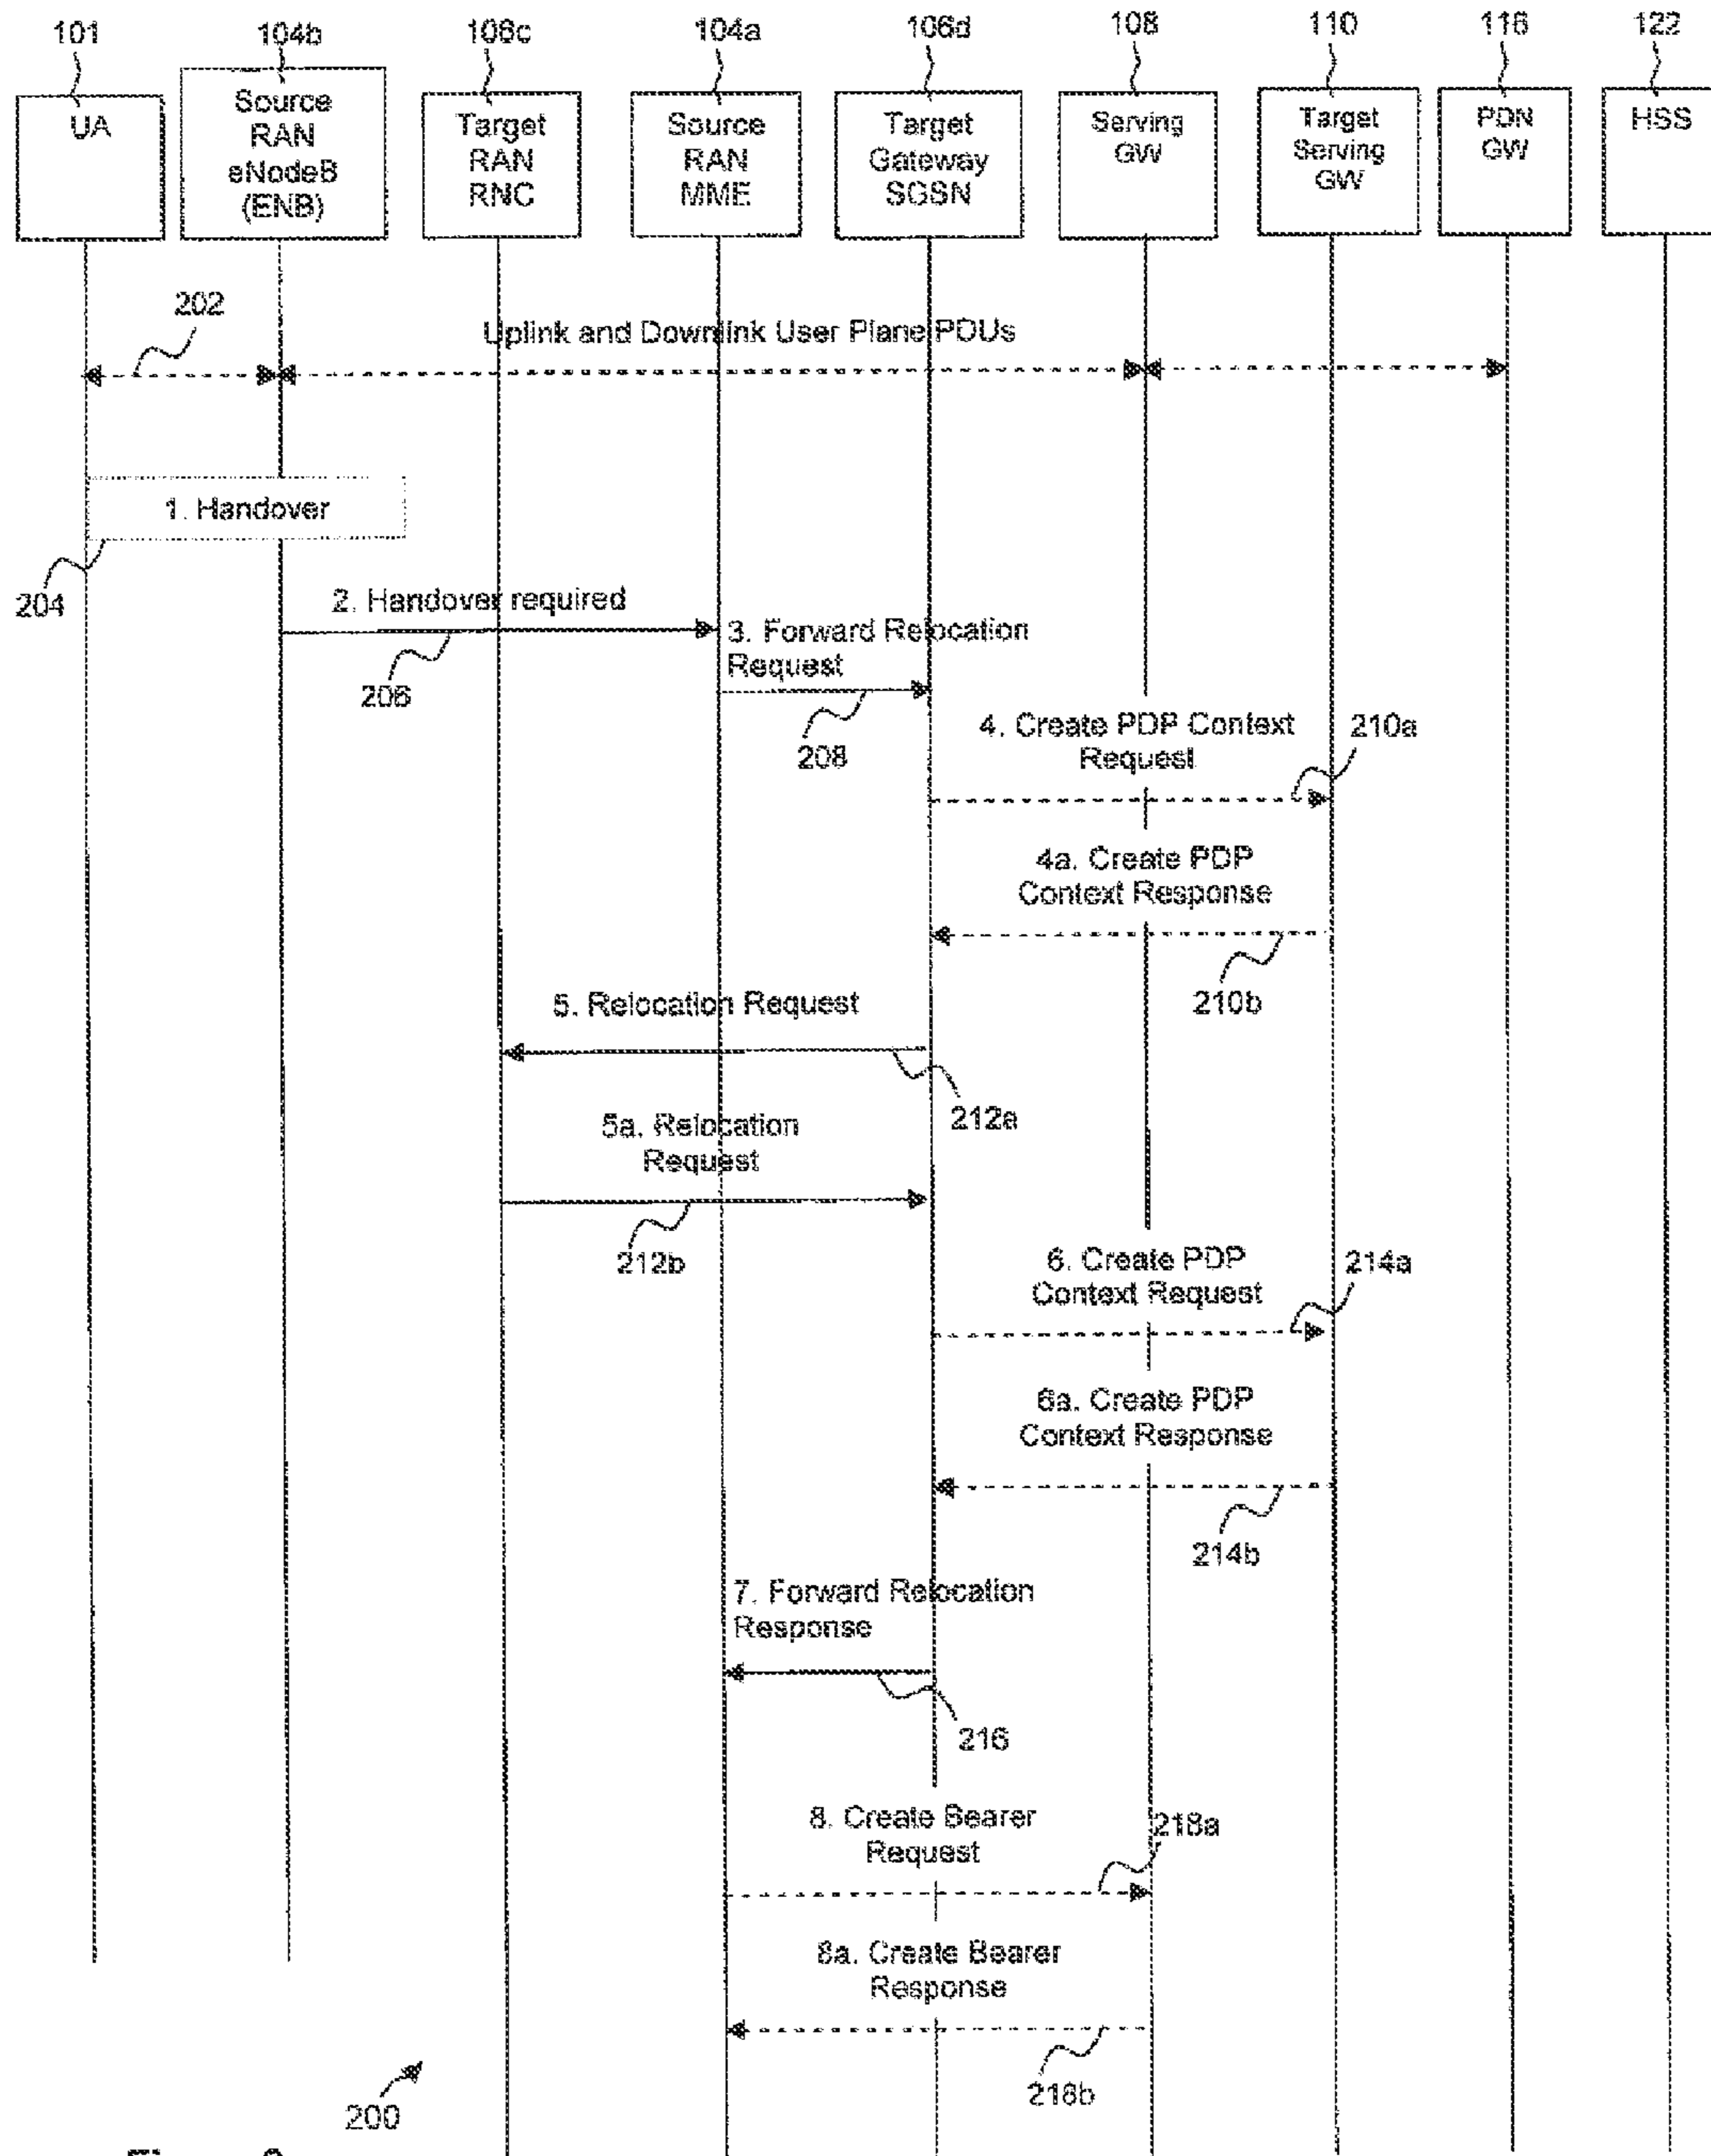 101 104b 106c 104a 106d 108 110 116 122
UA
Source
RAN
eNodeB
(ENB)
Target
RAN
RNC
Source
RAN
MME
Target
Gateway
SGSN
Serving
GW
Target
Serving
GW
PDN
GW
HSS
202
Uplink and Downlink User Plane PDUs
1. Handover
204
2. Handover required
206
3. Forward Relocation
Request
208
4. Create PDP Context
Request
210a
4a. Create PDP
Context Response
210b
5. Relocation Request
212a
5a. Relocation
Request
212b
6. Create PDP
Context Request
214a
6a. Create PDP
Context Response
214b
7. Forward Relocation
Response
216
8. Create Bearer
Request
218a
8a. Create Bearer
Response
218b
200